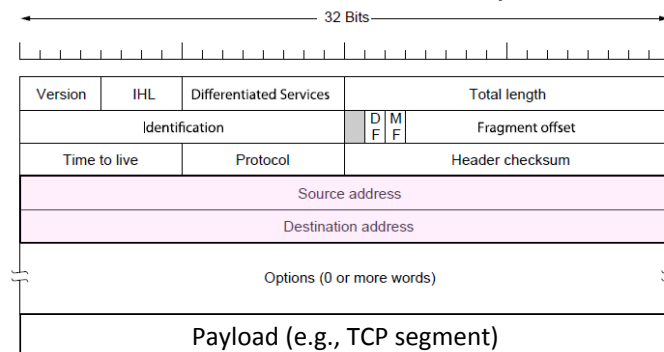 32 Bits
Version IHL Differentiated Services Total length
Identification D F M F Fragment offset
Time to live Protocol Header checksum
Source address
Destination address
Options (0 or more words)
Payload (e.g., TCP segment)